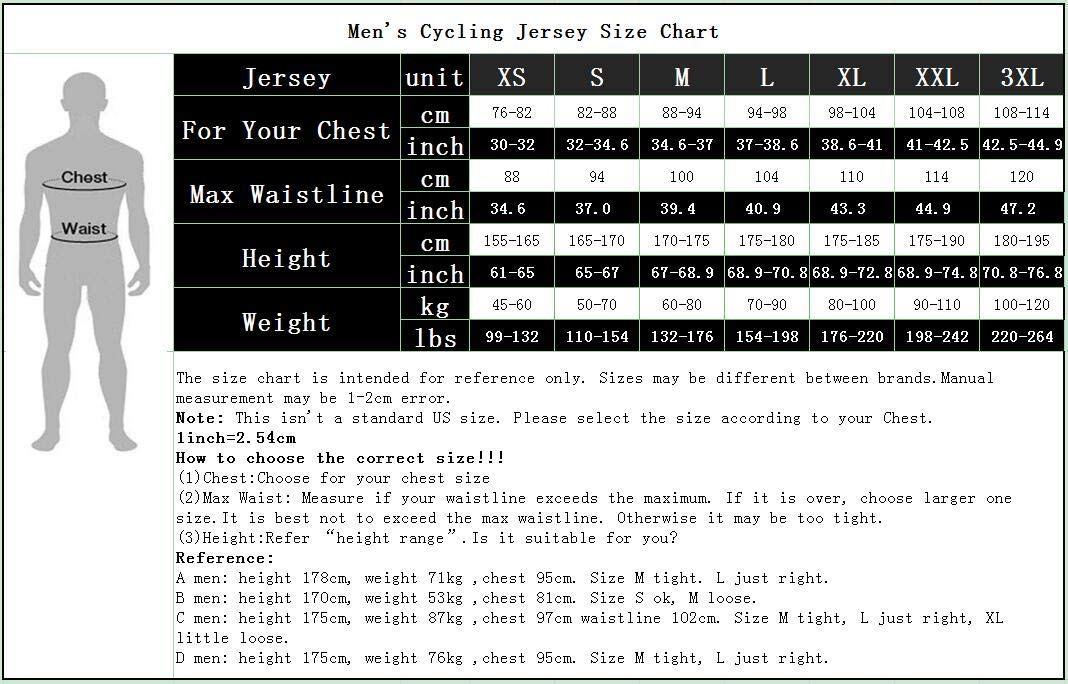 Men's Cycling Jersey Size Chart
Jersey unit XS S M L XL XXL 3XL
For Your Chest cm 76-82 82-88 88-94 94-98 98-104 104-108 108-114
inch 30-32 32-34.6 34.6-37 37-38.6 38.6-41 41-42.5 42.5-44.9
Max Waistline cm 88 94 100 104 110 114 120
inch 34.6 37.0 39.4 40.9 43.3 44.9 47.2
Height cm 155-165 165-170 170-175 175-180 175-185 175-190 180-195
inch 61-65 65-67 67-68.9 68.9-70.8 68.9-72.8 68.9-74.8 70.8-76.8
Weight kg 45-60 50-70 60-80 70-90 80-100 90-110 100-120
lbs 99-132 110-154 132-176 154-198 176-220 198-242 220-264
Chest
Waist
The size chart is intended for reference only. Sizes may be different between brands.Manual
measurement may be 1-2cm error.
Note: This isn't a standard US size. Please select the size according to your Chest.
1inch=2.54cm
How to choose the correct size!!!
(1)Chest:Choose for your chest size
(2)Max Waist: Measure if your waistline exceeds the maximum. If it is over, choose larger one
size.It is best not to exceed the max waistline. Otherwise it may be too tight.
(3)Height:Refer “height range”.Is it suitable for you?
Reference:
A men: height 178cm, weight 71kg ,chest 95cm. Size M tight. L just right.
B men: height 170cm, weight 53kg ,chest 81cm. Size S ok, M loose.
C men: height 175cm, weight 87kg ,chest 97cm waistline 102cm. Size M tight, L just right, XL
little loose.
D men: height 175cm, weight 76kg ,chest 95cm. Size M tight, L just right.